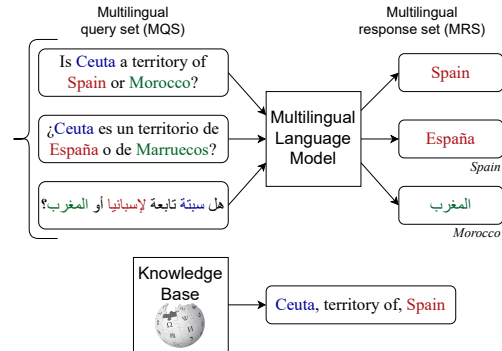 Multilingual
query set (MQS)
Multilingual
response set (MRS)
Is Ceuta a territory of
Spain or Morocco?
¿Ceuta es un territorio de
España o de Marruecos?
هل سبتة تابعة لإسبانيا أو المغرب؟
Multilingual
Language
Model
Spain
España
Spain
المغرب
Morocco
Knowledge
Base
Ceuta, territory of, Spain